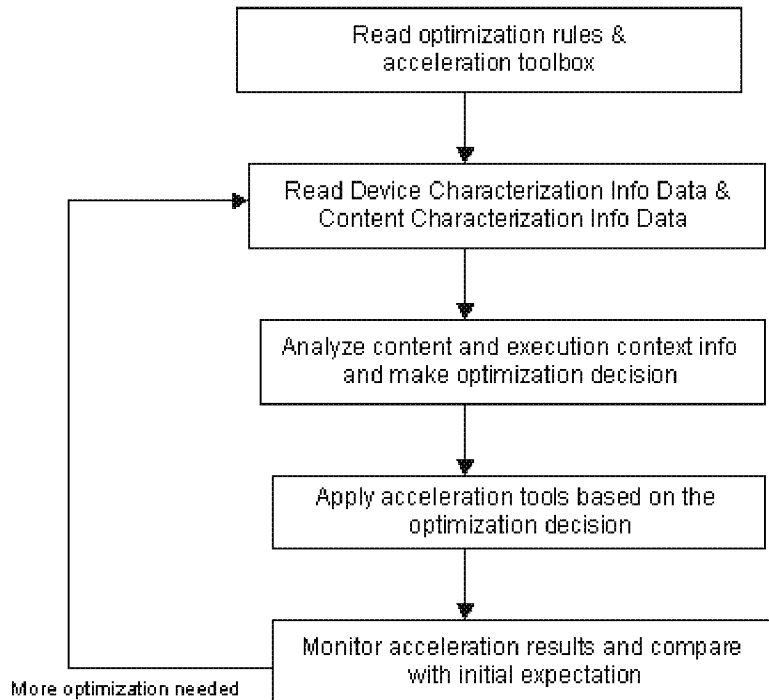 Read optimization rules &
acceleration toolbox
Read Device Characterization Info Data &
Content Characterization Info Data
Analyze content and execution context info
and make optimization decision
Apply acceleration tools based on the
optimization decision
Monitor acceleration results and compare
with initial expectation
More optimization needed